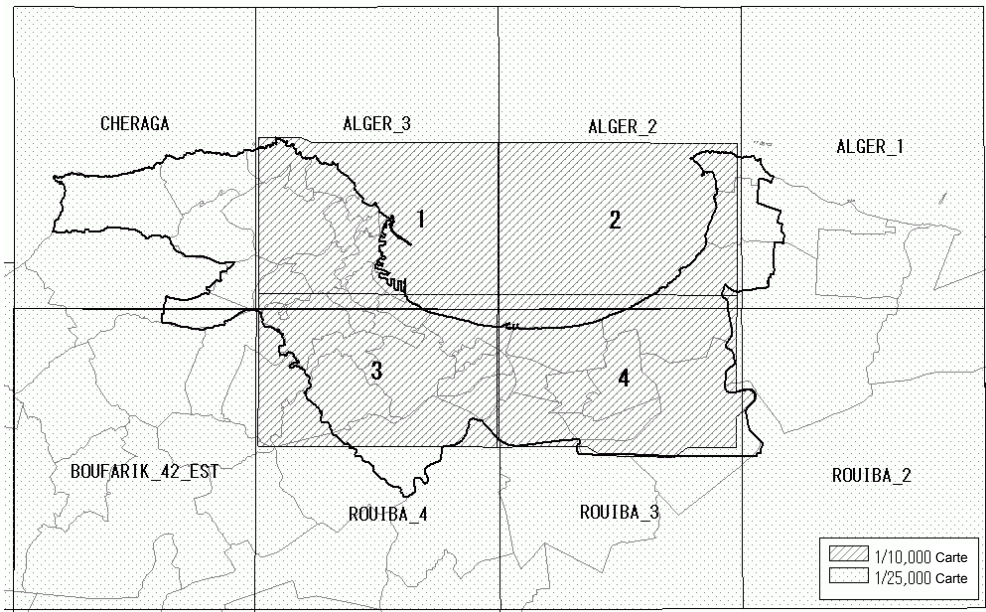 CHERAGA
ALGER_3
ALGER_2
ALGER_1
1
2
3
4
BOUFARIK_42_EST
ROUIBA_4
ROUIBA_3
ROUIBA_2
1/10,000 Carte
1/25,000 Carte